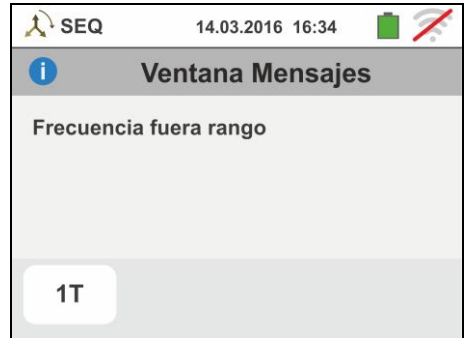 SEQ 14.03.2016 16:34
i Ventana Mensajes
Frecuencia fuera rango
1T